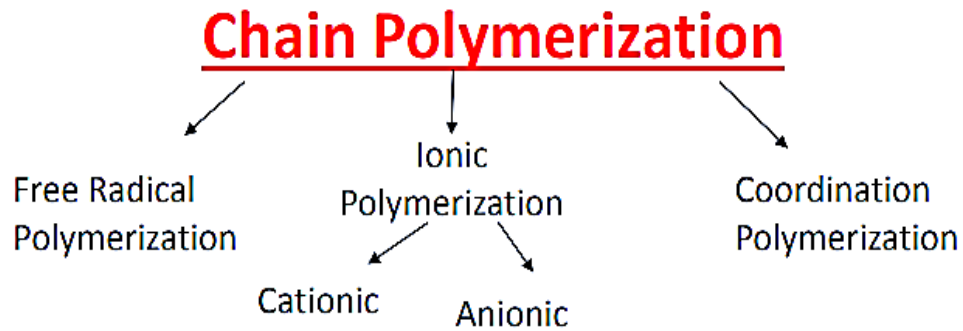 Chain Polymerization
Free Radical
Polymerization
Ionic
Polymerization
Cationic
Anionic
Coordination
Polymerization